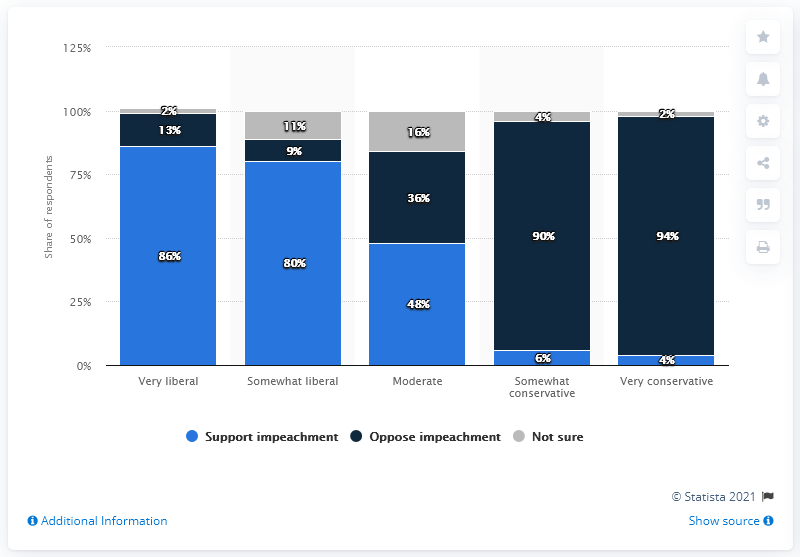 125%
100%
75%
50%
25%
0%
Share of respondents
2%
13%
86%
11%
9%
80%
16%
36%
48%
4%
90%
6%
2%
94%
4%
Very liberal
Somewhat liberal
Moderate
Somewhat
conservative
Very conservative
Support impeachment
Oppose impeachment
Not sure
© Statista 2021
Additional Information
Show source